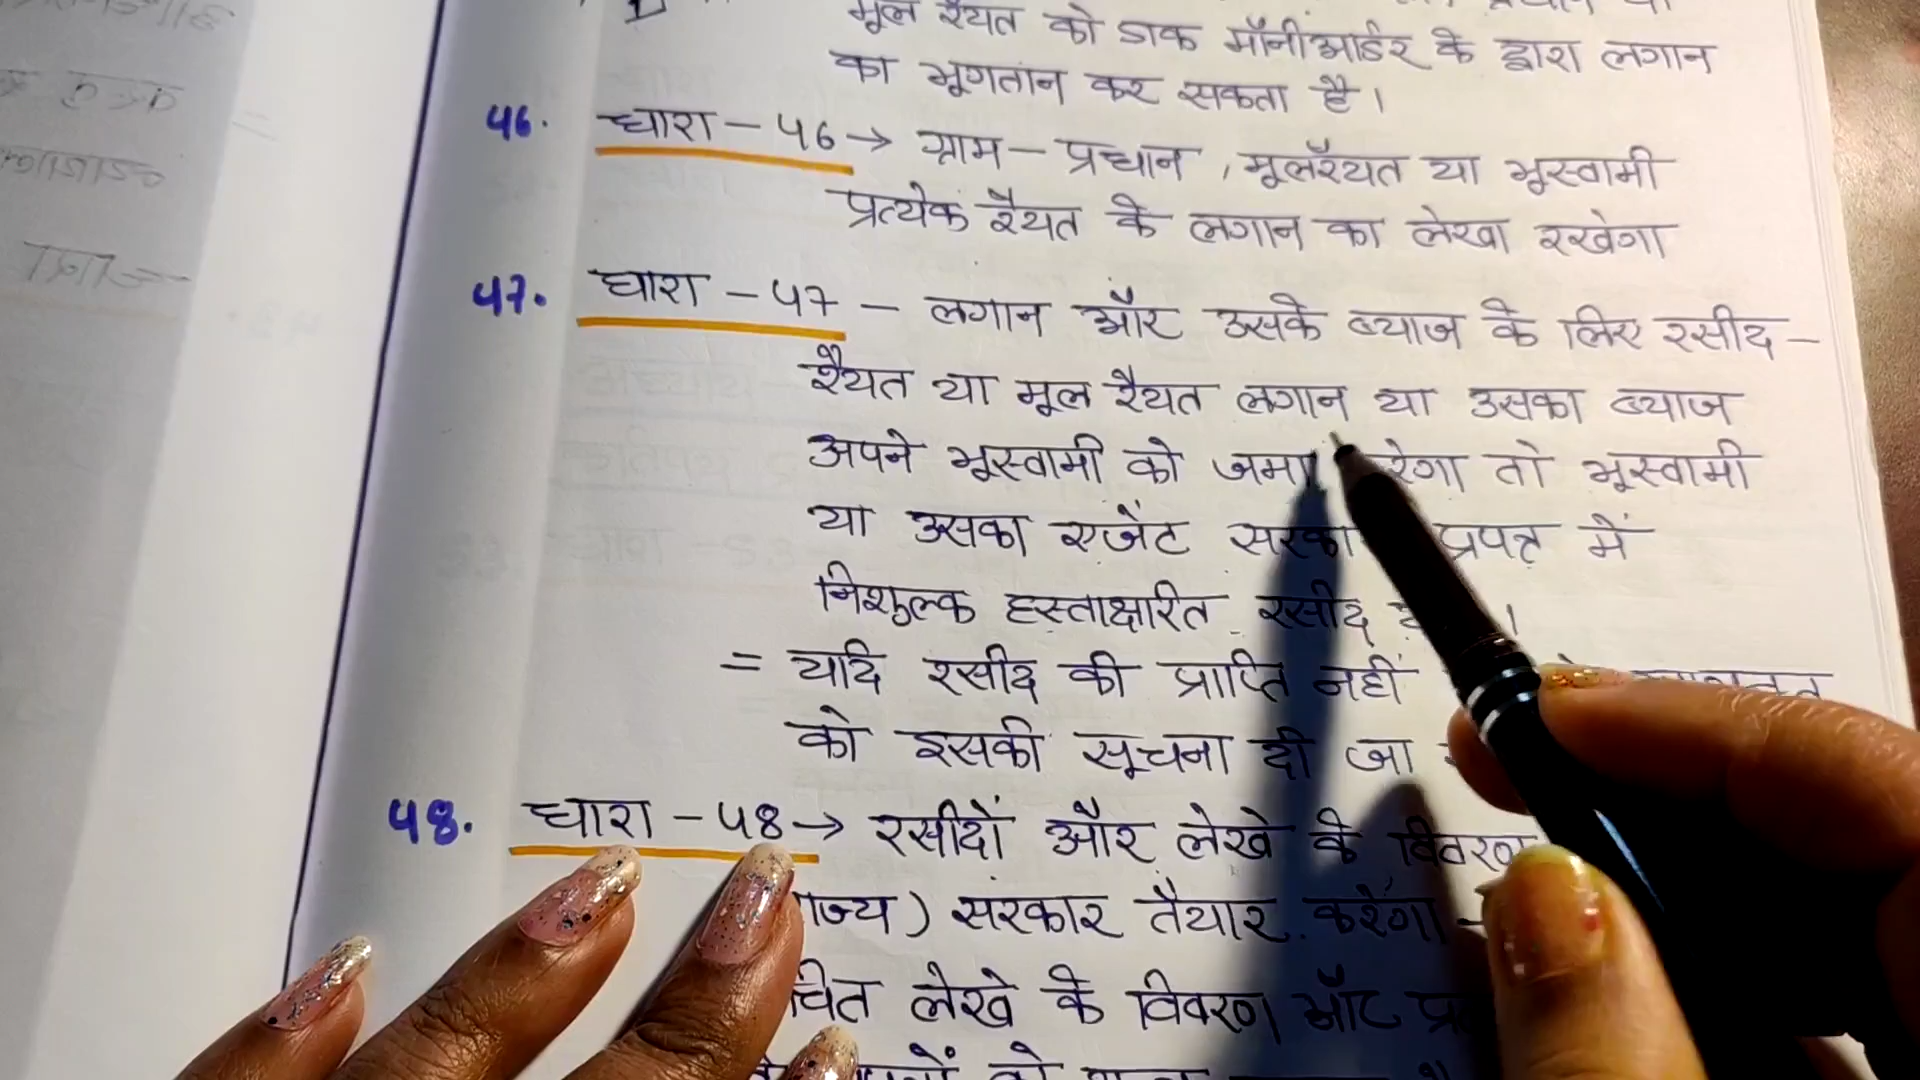 मूल रैयत को डाक मॉनीआर्डर के द्वारा लगान
का भूगतान कर सकता है।
46. धारा - 46 → ग्राम - प्रधान, मूलरैयत या भूस्वामी
प्रत्येक रैयत के लगान का लेखा रखेगा
47. धारा - 47 - लगान और उसके ब्याज के लिए रसीद -
रैयत या मूल रैयत लगान या उसका ब्याज
अपने भूस्वामी को जमा रेगा तो भूस्वामी
या उसका एजेंट प्रपत्र में
निशुल्क हस्ताक्षरित रसीद
= यदि रसीद की प्राप्ति नहीं
को इसकी सूचना दी जा
48. धारा - 48 → रसीदों और लेखे के विवरण
ाज्य) सरकार तैयार करेंगा -
चित लेखे के विवरण और